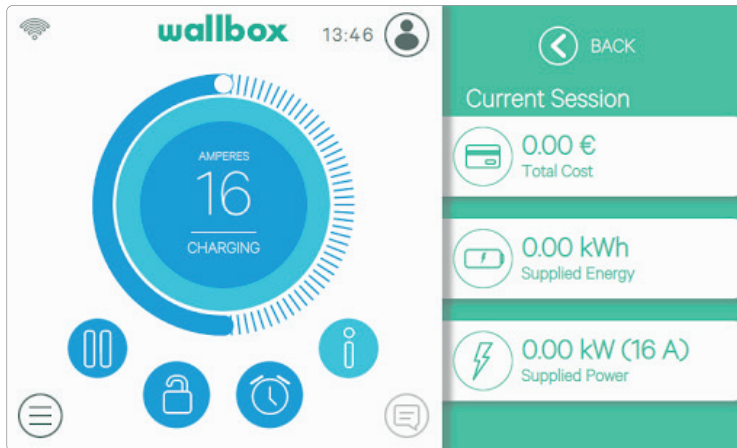 wallbox
13:46
AMPERES
16
CHARGING
BACK
Current Session
0.00 €
Total Cost
0.00 kWh
Supplied Energy
0.00 kW (16 A)
Supplied Power